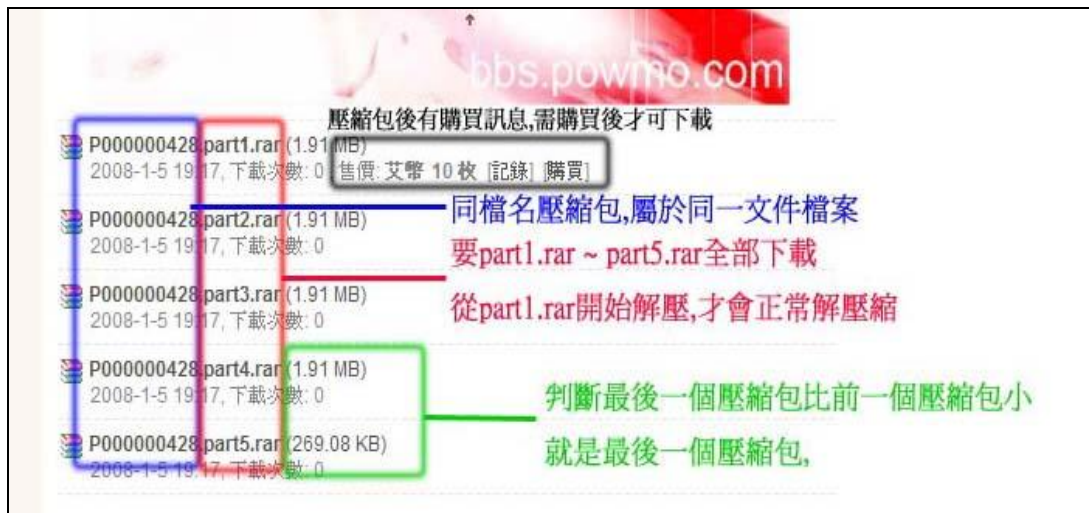 bbs.powmo.com
壓縮包後有購買訊息,需購買後才可下載
P000000428.part1.rar (1.91 MB)
2008-1-5 19:17, 下載次數: 0 售價: 艾幣 10 枚 [記錄] [購買]
同檔名壓縮包,屬於同一文件檔案
P000000428.part2.rar (1.91 MB)
2008-1-5 19:17, 下載次數: 0
要part1.rar ~ part5.rar全部下載
P000000428.part3.rar (1.91 MB)
2008-1-5 19:17, 下載次數: 0
從part1.rar開始解壓,才會正常解壓縮
P000000428.part4.rar (1.91 MB)
2008-1-5 19:17, 下載次數: 0
判斷最後一個壓縮包比前一個壓縮包小
P000000428.part5.rar (269.08 KB)
2008-1-5 19:17, 下載次數: 0
就是最後一個壓縮包,